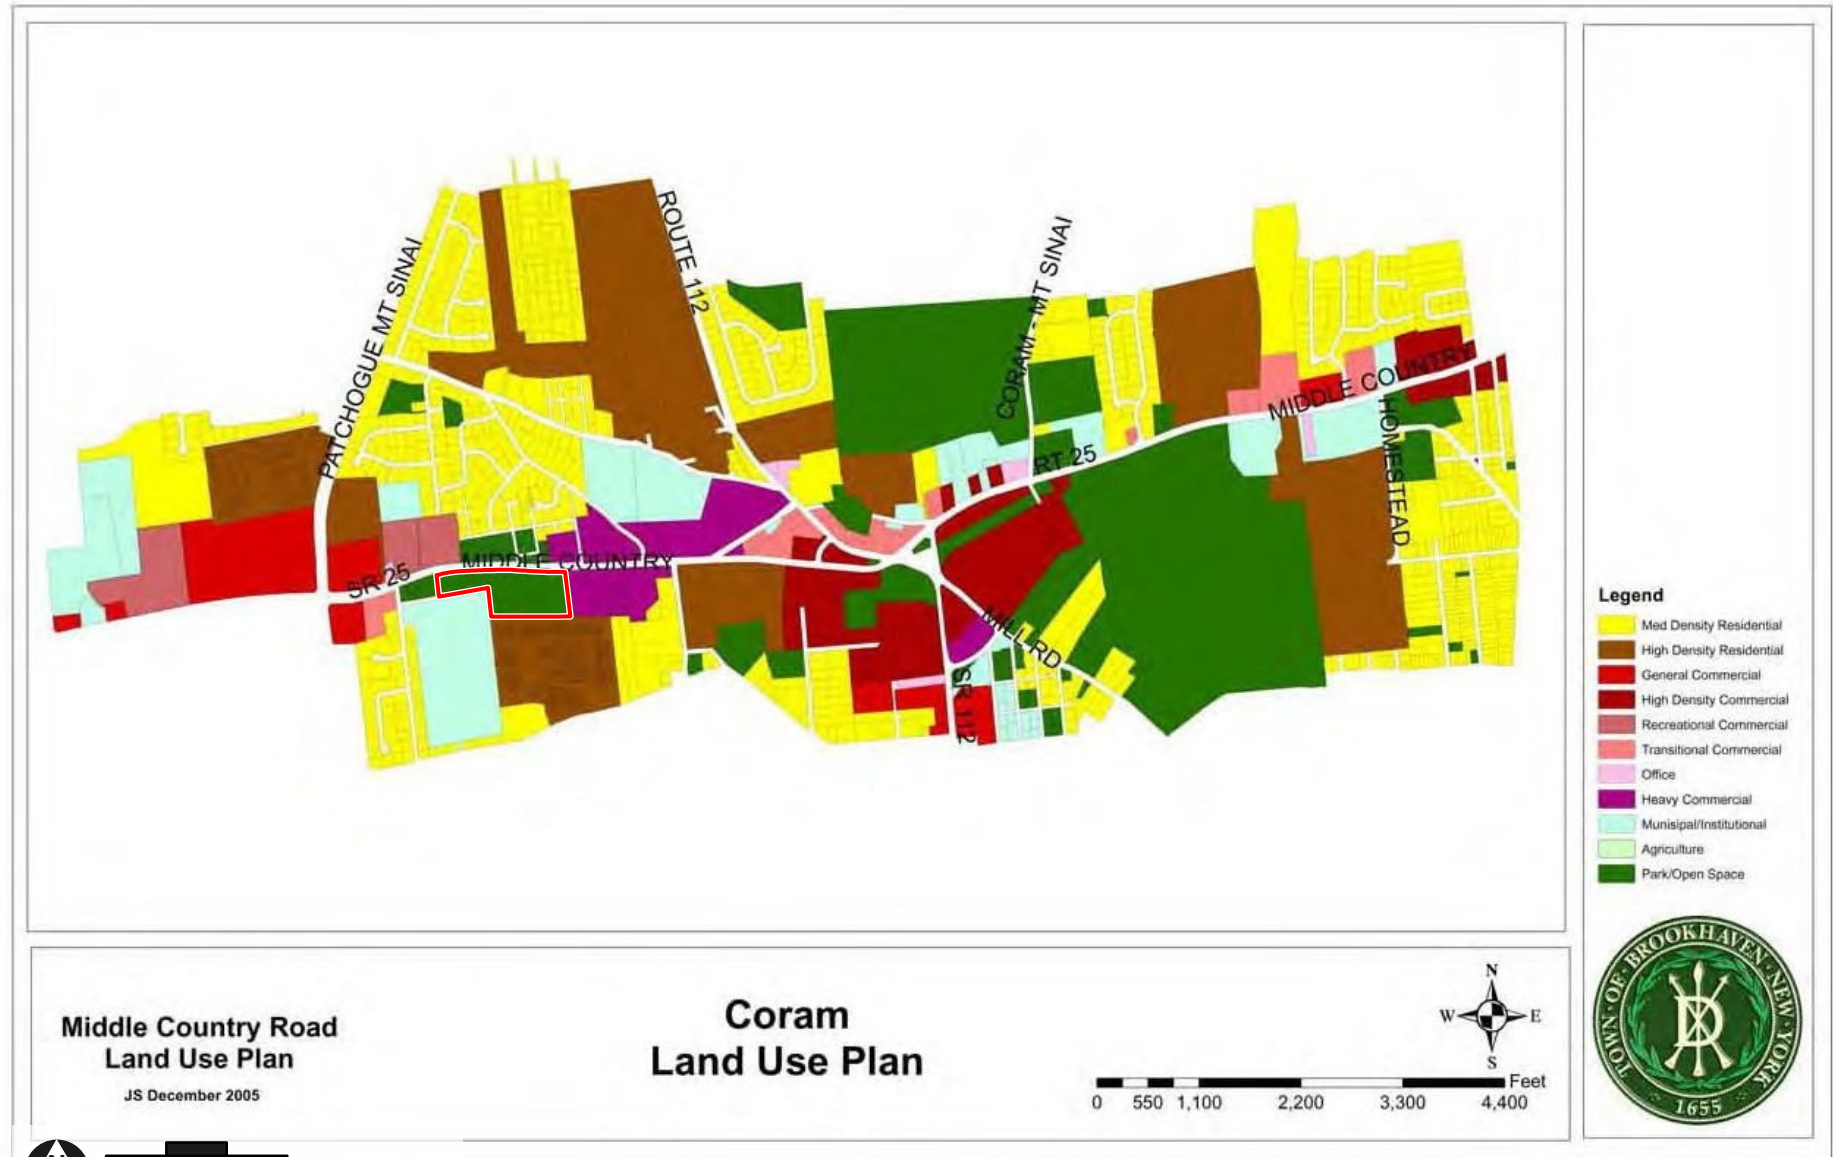 PATCHOGUE MT SINAI
ROUTE 112
CORAM - MT SINAI
MIDDLE COUNTRY
HOMESTEAD
RT 25
MIDDLE COUNTRY
SR 25
MILL RD
SR 112
Legend
Med Density Residential
High Density Residential
General Commercial
High Density Commercial
Recreational Commercial
Transitional Commercial
Office
Heavy Commercial
Munisipal/Institutional
Agriculture
Park/Open Space
TOWN · OF · BROOKHAVEN · NEW · YORK
1655
Middle Country Road
Land Use Plan
JS December 2005
Coram
Land Use Plan
N
W E
S
Feet
0 550 1,100 2,200 3,300 4,400